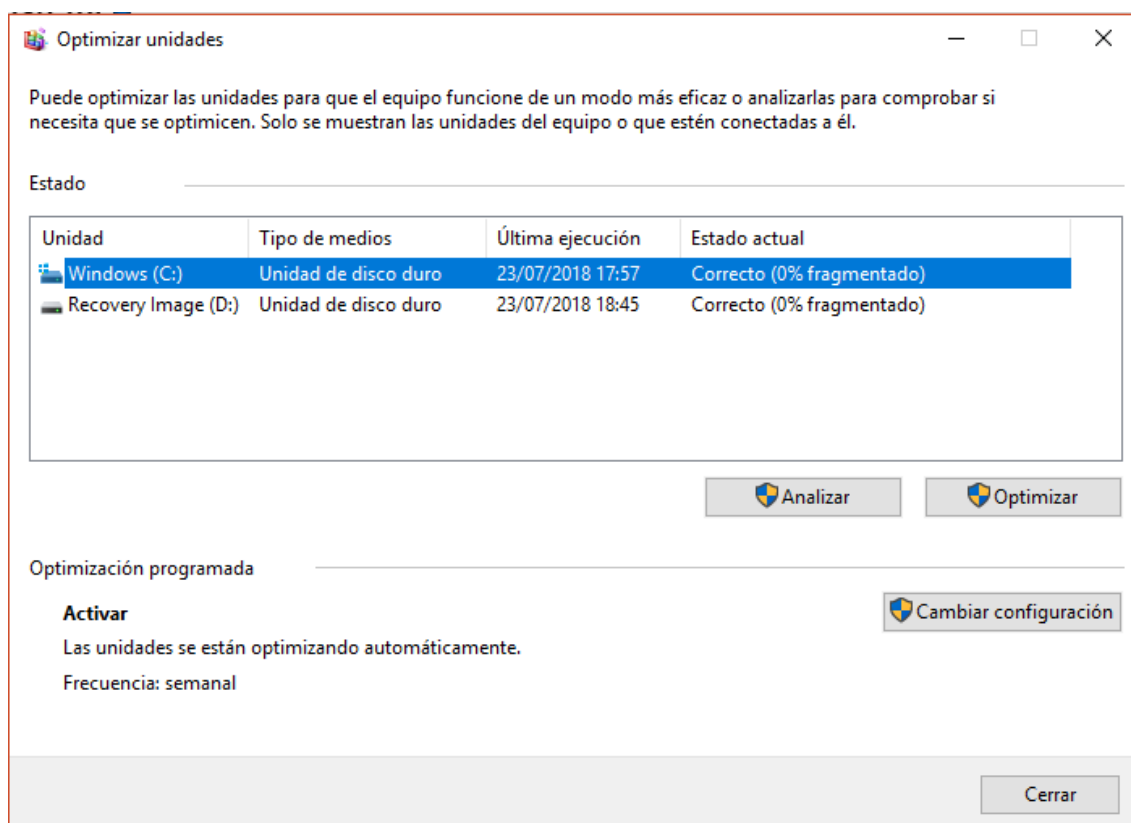 Optimizar unidades
Puede optimizar las unidades para que el equipo funcione de un modo más eficaz o analizarlas para comprobar si
necesita que se optimicen. Solo se muestran las unidades del equipo o que estén conectadas a él.
Estado
Unidad Tipo de medios Última ejecución Estado actual
Windows (C:) Unidad de disco duro 23/07/2018 17:57 Correcto (0% fragmentado)
Recovery Image (D:) Unidad de disco duro 23/07/2018 18:45 Correcto (0% fragmentado)
Analizar Optimizar
Optimización programada
Activar
Cambiar configuración
Las unidades se están optimizando automáticamente.
Frecuencia: semanal
Cerrar